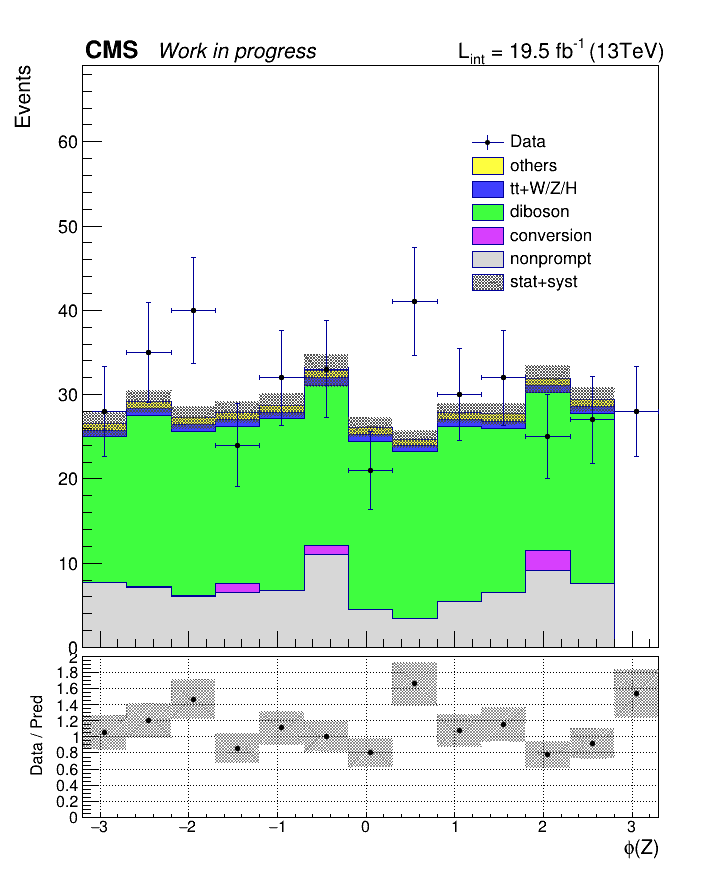 CMS Work in progress L_int = 19.5 fb^-1 (13TeV)
Events
60
50
40
30
20
10
0
Data
others
tt+W/Z/H
diboson
conversion
nonprompt
stat+syst
Data / Pred
2
1.8
1.6
1.4
1.2
1
0.8
0.6
0.4
0.2
0
−3 −2 −1 0 1 2 3
ϕ(Z)